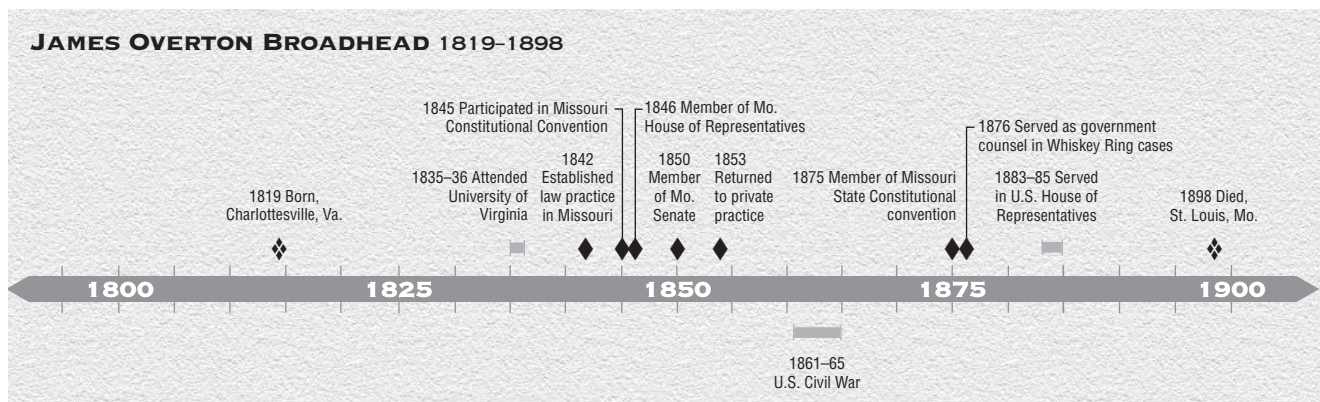 JAMES OVERTON BROADHEAD 1819–1898
1845 Participated in Missouri
Constitutional Convention
1846 Member of Mo.
House of Representatives
1876 Served as government
counsel in Whiskey Ring cases
1819 Born,
Charlottesville, Va.
1835–36 Attended
University of
Virginia
1842
Established
law practice
in Missouri
1850
Member
of Mo.
Senate
1853
Returned
to private
practice
1875 Member of Missouri
State Constitutional
convention
1883–85 Served
in U.S. House of
Representatives
1898 Died,
St. Louis, Mo.
1800
1825
1850
1875
1900
1861–65
U.S. Civil War